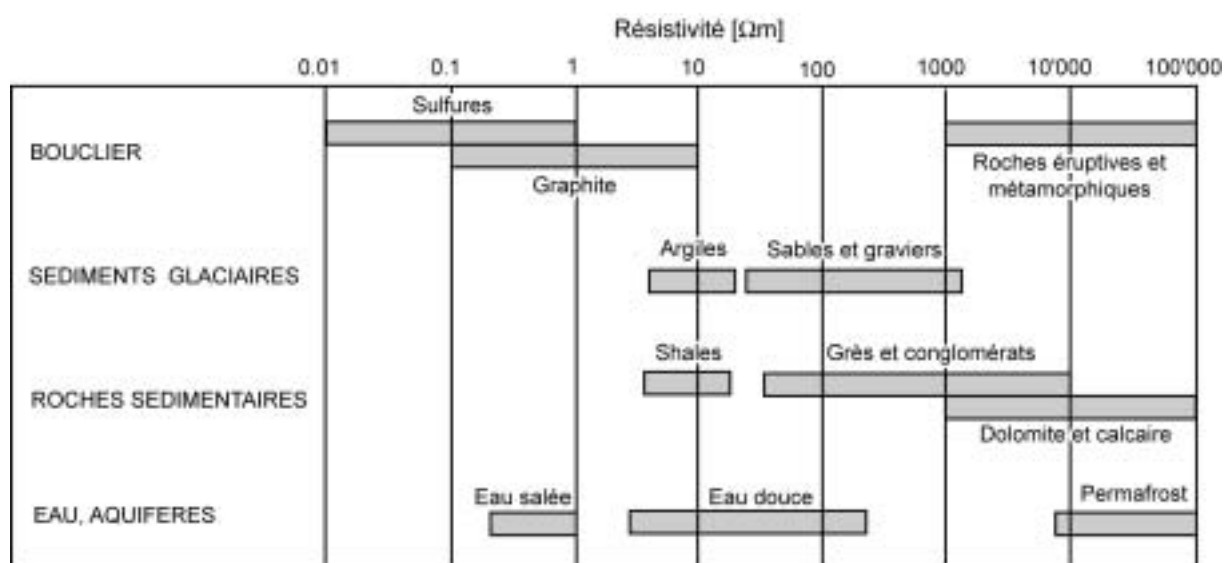 Résistivité [Ωm]
0.01 0.1 1 10 100 1000 10'000 100'000
Sulfures
BOUCLIER
Graphite
Roches éruptives et
métamorphiques
Argiles Sables et graviers
SEDIMENTS GLACIAIRES
Shales Grès et conglomérats
ROCHES SEDIMENTAIRES
Dolomite et calcaire
Eau salée Eau douce Permafrost
EAU, AQUIFERES